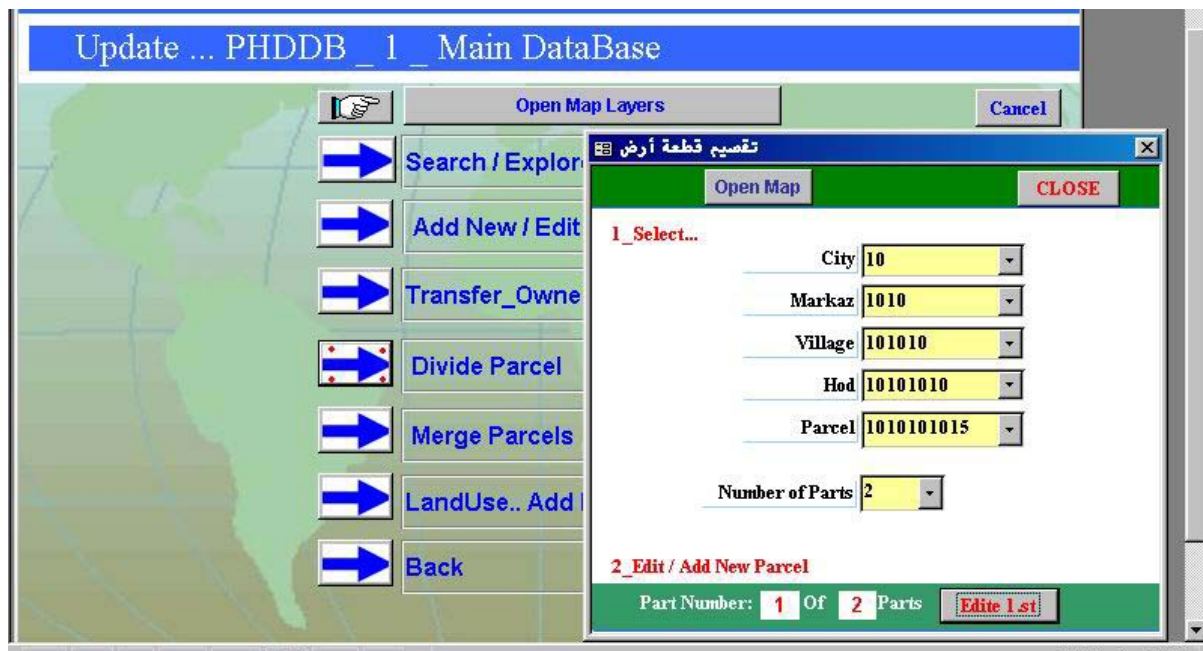 Update ... PHDDB _ 1 _ Main DataBase
Open Map Layers
Cancel
Search / Explor
Add New / Edit
Transfer_Owne
Divide Parcel
Merge Parcels
LandUse.. Add
Back
تقسيم قطعة أرض
Open Map
CLOSE
1_Select...
City 10
Markaz 1010
Village 101010
Hod 10101010
Parcel 1010101015
Number of Parts 2
2_Edit / Add New Parcel
Part Number: 1 Of 2 Parts Edite 1.st